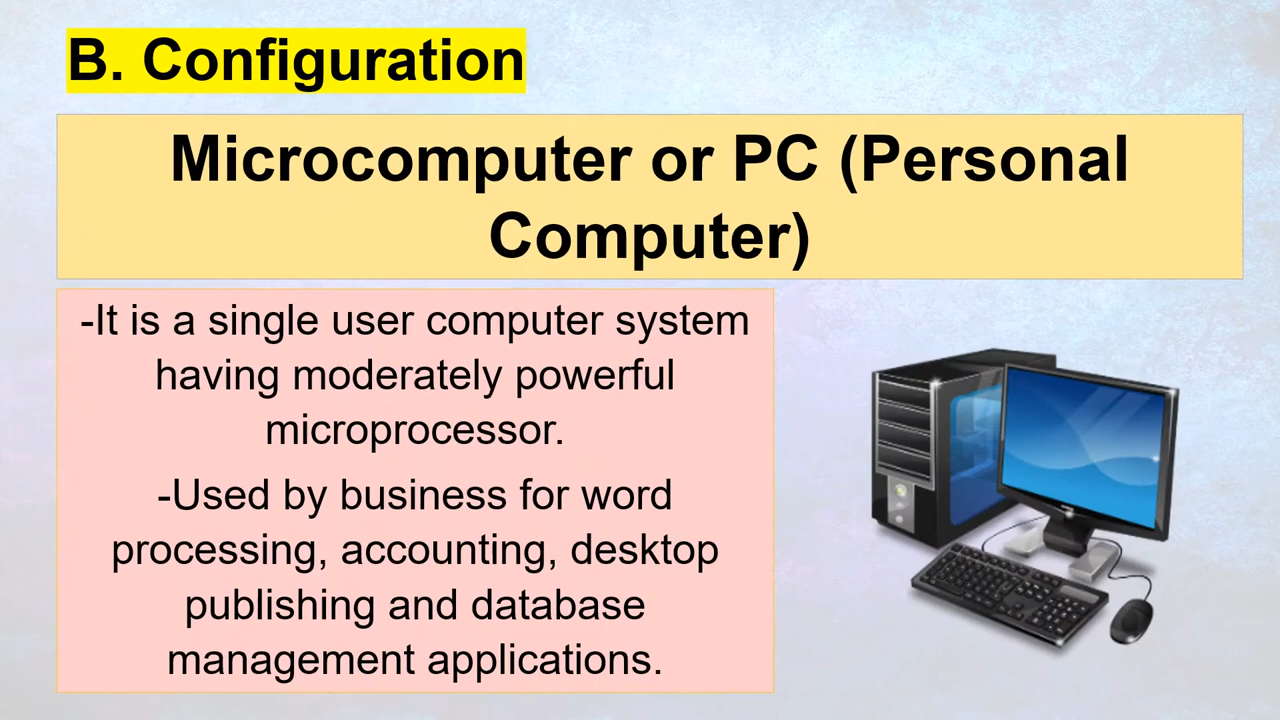 B. Configuration
Microcomputer or PC (Personal
Computer)
-It is a single user computer system
having moderately powerful
microprocessor.
-Used by business for word
processing, accounting, desktop
publishing and database
management applications.